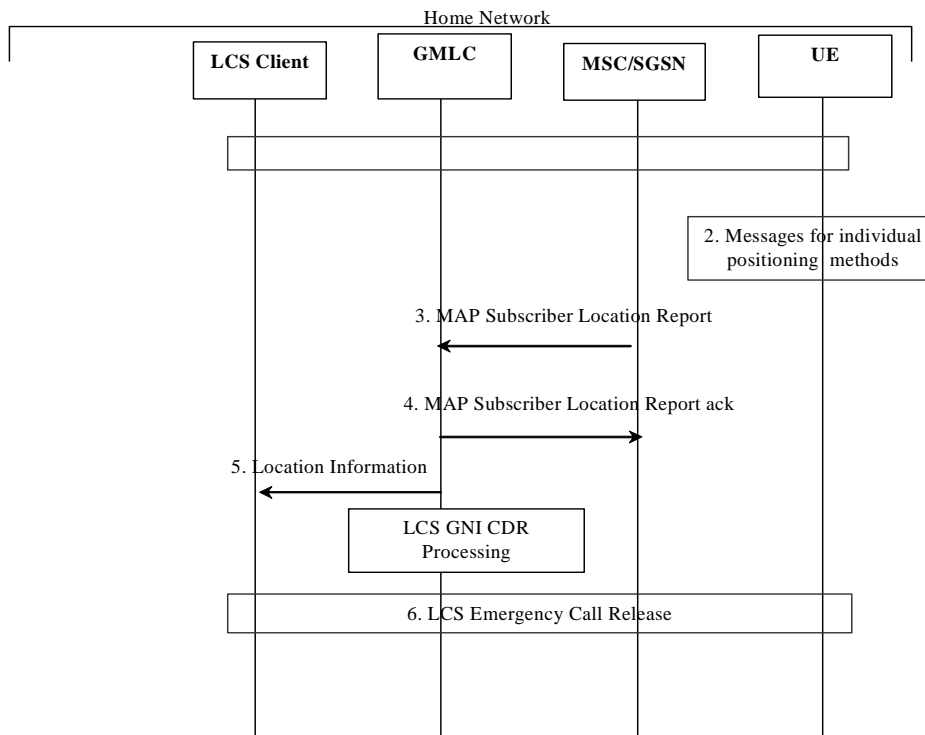 Home Network
LCS Client
GMLC
MSC/SGSN
UE
2. Messages for individual
positioning methods
3. MAP Subscriber Location Report
4. MAP Subscriber Location Report ack
5. Location Information
LCS GNI CDR
Processing
6. LCS Emergency Call Release